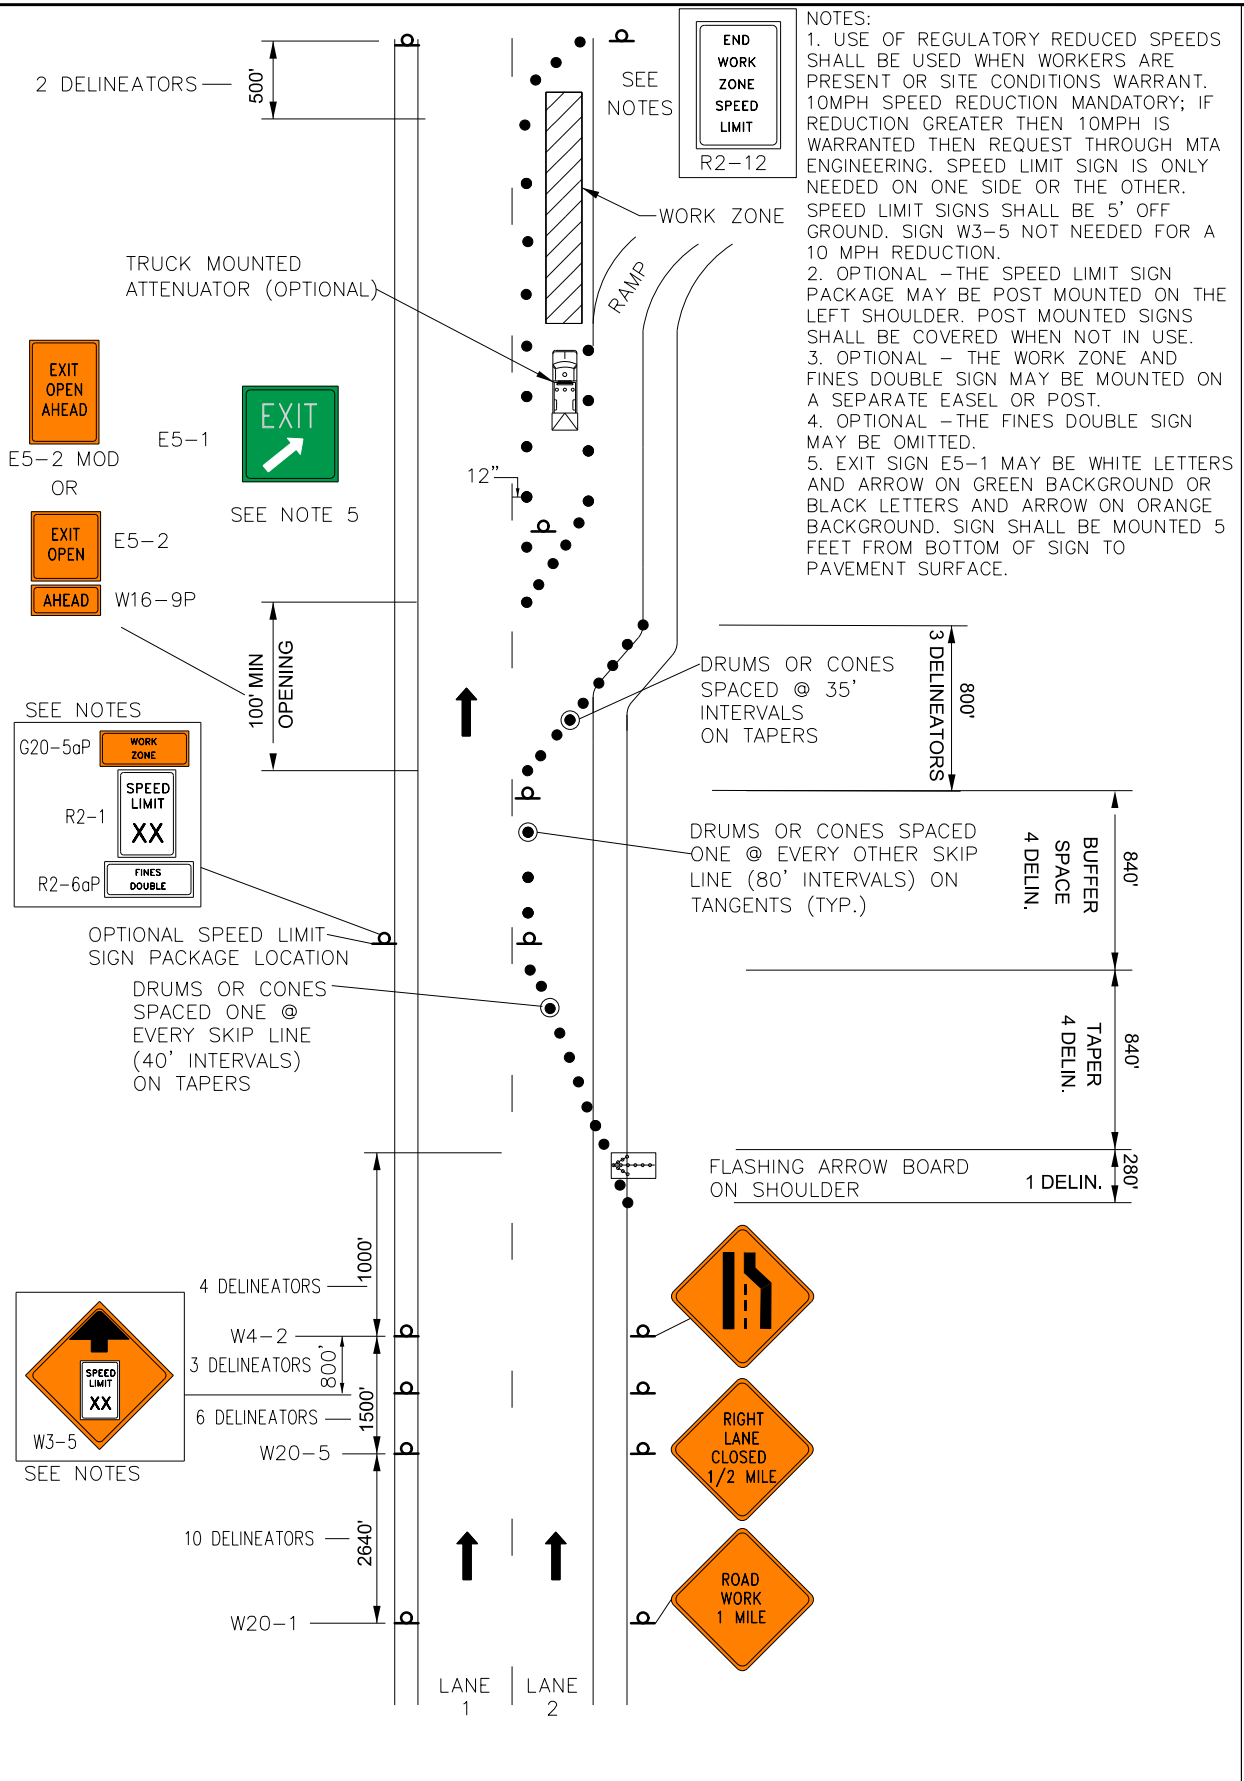 NOTES:
1. USE OF REGULATORY REDUCED SPEEDS
SHALL BE USED WHEN WORKERS ARE
PRESENT OR SITE CONDITIONS WARRANT.
10MPH SPEED REDUCTION MANDATORY; IF
REDUCTION GREATER THEN 10MPH IS
WARRANTED THEN REQUEST THROUGH MTA
ENGINEERING. SPEED LIMIT SIGN IS ONLY
NEEDED ON ONE SIDE OR THE OTHER.
SPEED LIMIT SIGNS SHALL BE 5' OFF
GROUND. SIGN W3-5 NOT NEEDED FOR A
10 MPH REDUCTION.
2. OPTIONAL -THE SPEED LIMIT SIGN
PACKAGE MAY BE POST MOUNTED ON THE
LEFT SHOULDER. POST MOUNTED SIGNS
SHALL BE COVERED WHEN NOT IN USE.
3. OPTIONAL - THE WORK ZONE AND
FINES DOUBLE SIGN MAY BE MOUNTED ON
A SEPARATE EASEL OR POST.
4. OPTIONAL -THE FINES DOUBLE SIGN
MAY BE OMITTED.
5. EXIT SIGN E5-1 MAY BE WHITE LETTERS
AND ARROW ON GREEN BACKGROUND OR
BLACK LETTERS AND ARROW ON ORANGE
BACKGROUND. SIGN SHALL BE MOUNTED 5
FEET FROM BOTTOM OF SIGN TO
PAVEMENT SURFACE.
END
WORK
ZONE
SPEED
LIMIT
R2-12
SEE
NOTES
2 DELINEATORS
500'
WORK ZONE
RAMP
TRUCK MOUNTED
ATTENUATOR (OPTIONAL)
EXIT
OPEN
AHEAD
E5-2 MOD
OR
EXIT
OPEN
E5-2
AHEAD
W16-9P
E5-1
EXIT
SEE NOTE 5
12"
100' MIN
OPENING
DRUMS OR CONES
SPACED @ 35'
INTERVALS
ON TAPERS
800'
3 DELINEATORS
SEE NOTES
G20-5aP
WORK
ZONE
R2-1
SPEED
LIMIT
XX
R2-6aP
FINES
DOUBLE
DRUMS OR CONES SPACED
ONE @ EVERY OTHER SKIP
LINE (80' INTERVALS) ON
TANGENTS (TYP.)
840'
BUFFER
SPACE
4 DELIN.
OPTIONAL SPEED LIMIT
SIGN PACKAGE LOCATION
DRUMS OR CONES
SPACED ONE @
EVERY SKIP LINE
(40' INTERVALS)
ON TAPERS
840'
TAPER
4 DELIN.
FLASHING ARROW BOARD
ON SHOULDER
280'
1 DELIN.
1000'
4 DELINEATORS
W4-2
3 DELINEATORS
800'
1500'
6 DELINEATORS
W20-5
SPEED
LIMIT
XX
W3-5
SEE NOTES
RIGHT
LANE
CLOSED
1/2 MILE
10 DELINEATORS
2640'
W20-1
ROAD
WORK
1 MILE
LANE
1
LANE
2